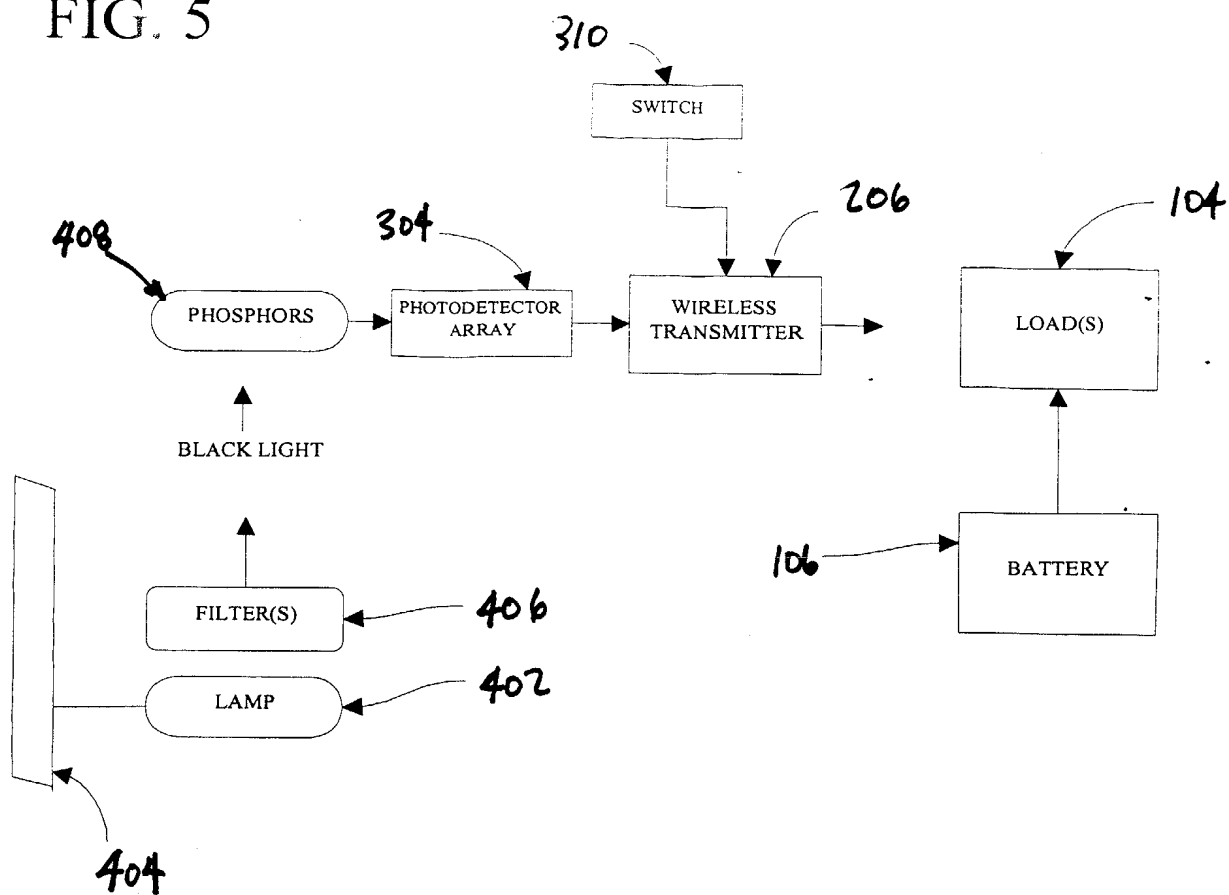 FIG. 5
310
SWITCH
408
304
206
104
PHOSPHORS
PHOTODETECTOR
ARRAY
WIRELESS
TRANSMITTER
LOAD(S)
BLACK LIGHT
106
BATTERY
FILTER(S)
406
LAMP
402
404